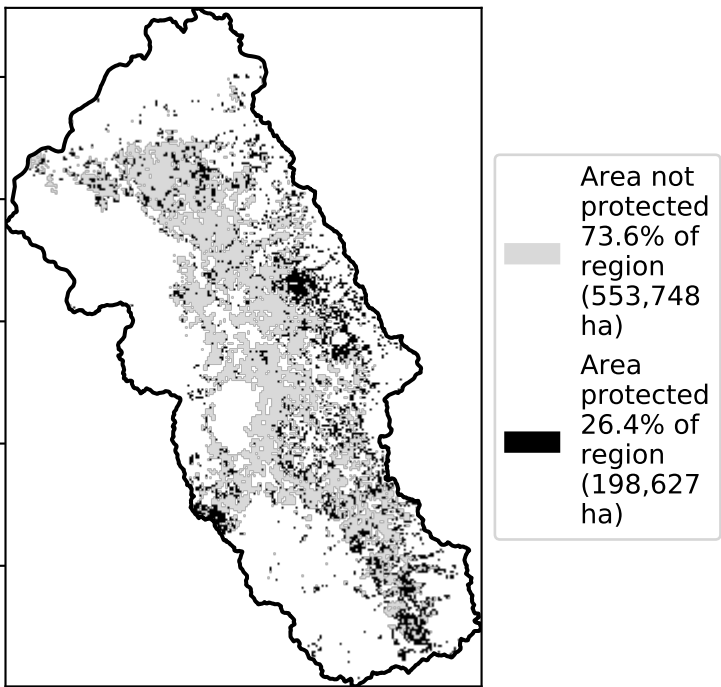 Area not
protected
73.6% of
region
(553,748
ha)
Area
protected
26.4% of
region
(198,627
ha)